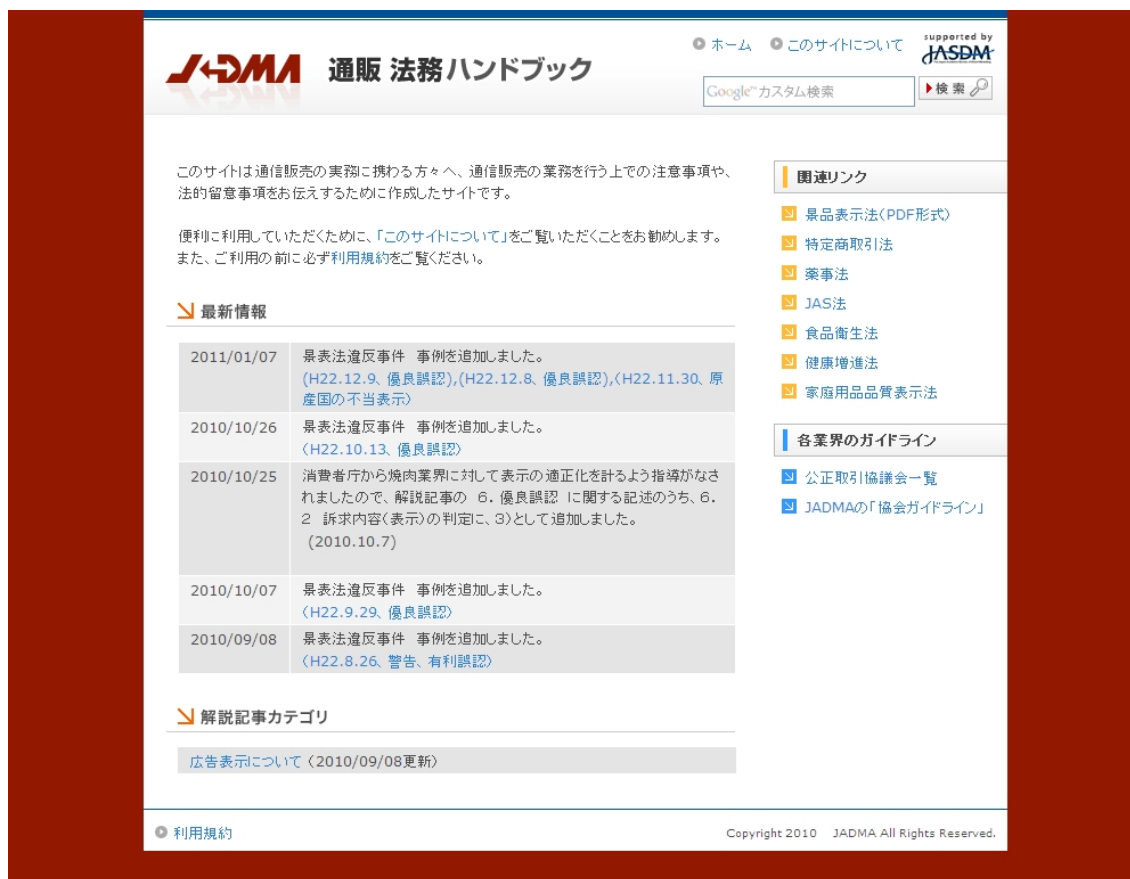 ホーム このサイトについて supported by
JASDM
JADMA 通販 法務ハンドブック
Google™カスタム検索 検索
このサイトは通信販売の実務に携わる方々へ、通信販売の業務を行う上での注意事項や、
法的留意事項をお伝えするために作成したサイトです。
便利に利用していただくために、「このサイトについて」をご覧いただくことをお勧めします。
また、ご利用の前に必ず利用規約をご覧ください。
最新情報
2011/01/07 景表法違反事件 事例を追加しました。
(H22.12.9、優良誤認),(H22.12.8、優良誤認),(H22.11.30、原
産国の不当表示)
2010/10/26 景表法違反事件 事例を追加しました。
(H22.10.13、優良誤認)
2010/10/25 消費者庁から焼肉業界に対して表示の適正化を計るよう指導がなさ
れましたので、解説記事の 6．優良誤認 に関する記述のうち、6．
2 訴求内容(表示)の判定に、3)として追加しました。
(2010.10.7)
2010/10/07 景表法違反事件 事例を追加しました。
(H22.9.29、優良誤認)
2010/09/08 景表法違反事件 事例を追加しました。
(H22.8.26、警告、有利誤認)
解説記事カテゴリ
広告表示について (2010/09/08更新)
関連リンク
景品表示法(PDF形式)
特定商取引法
薬事法
JAS法
食品衛生法
健康増進法
家庭用品品質表示法
各業界のガイドライン
公正取引協議会一覧
JADMAの「協会ガイドライン」
利用規約
Copyright 2010 JADMA All Rights Reserved.